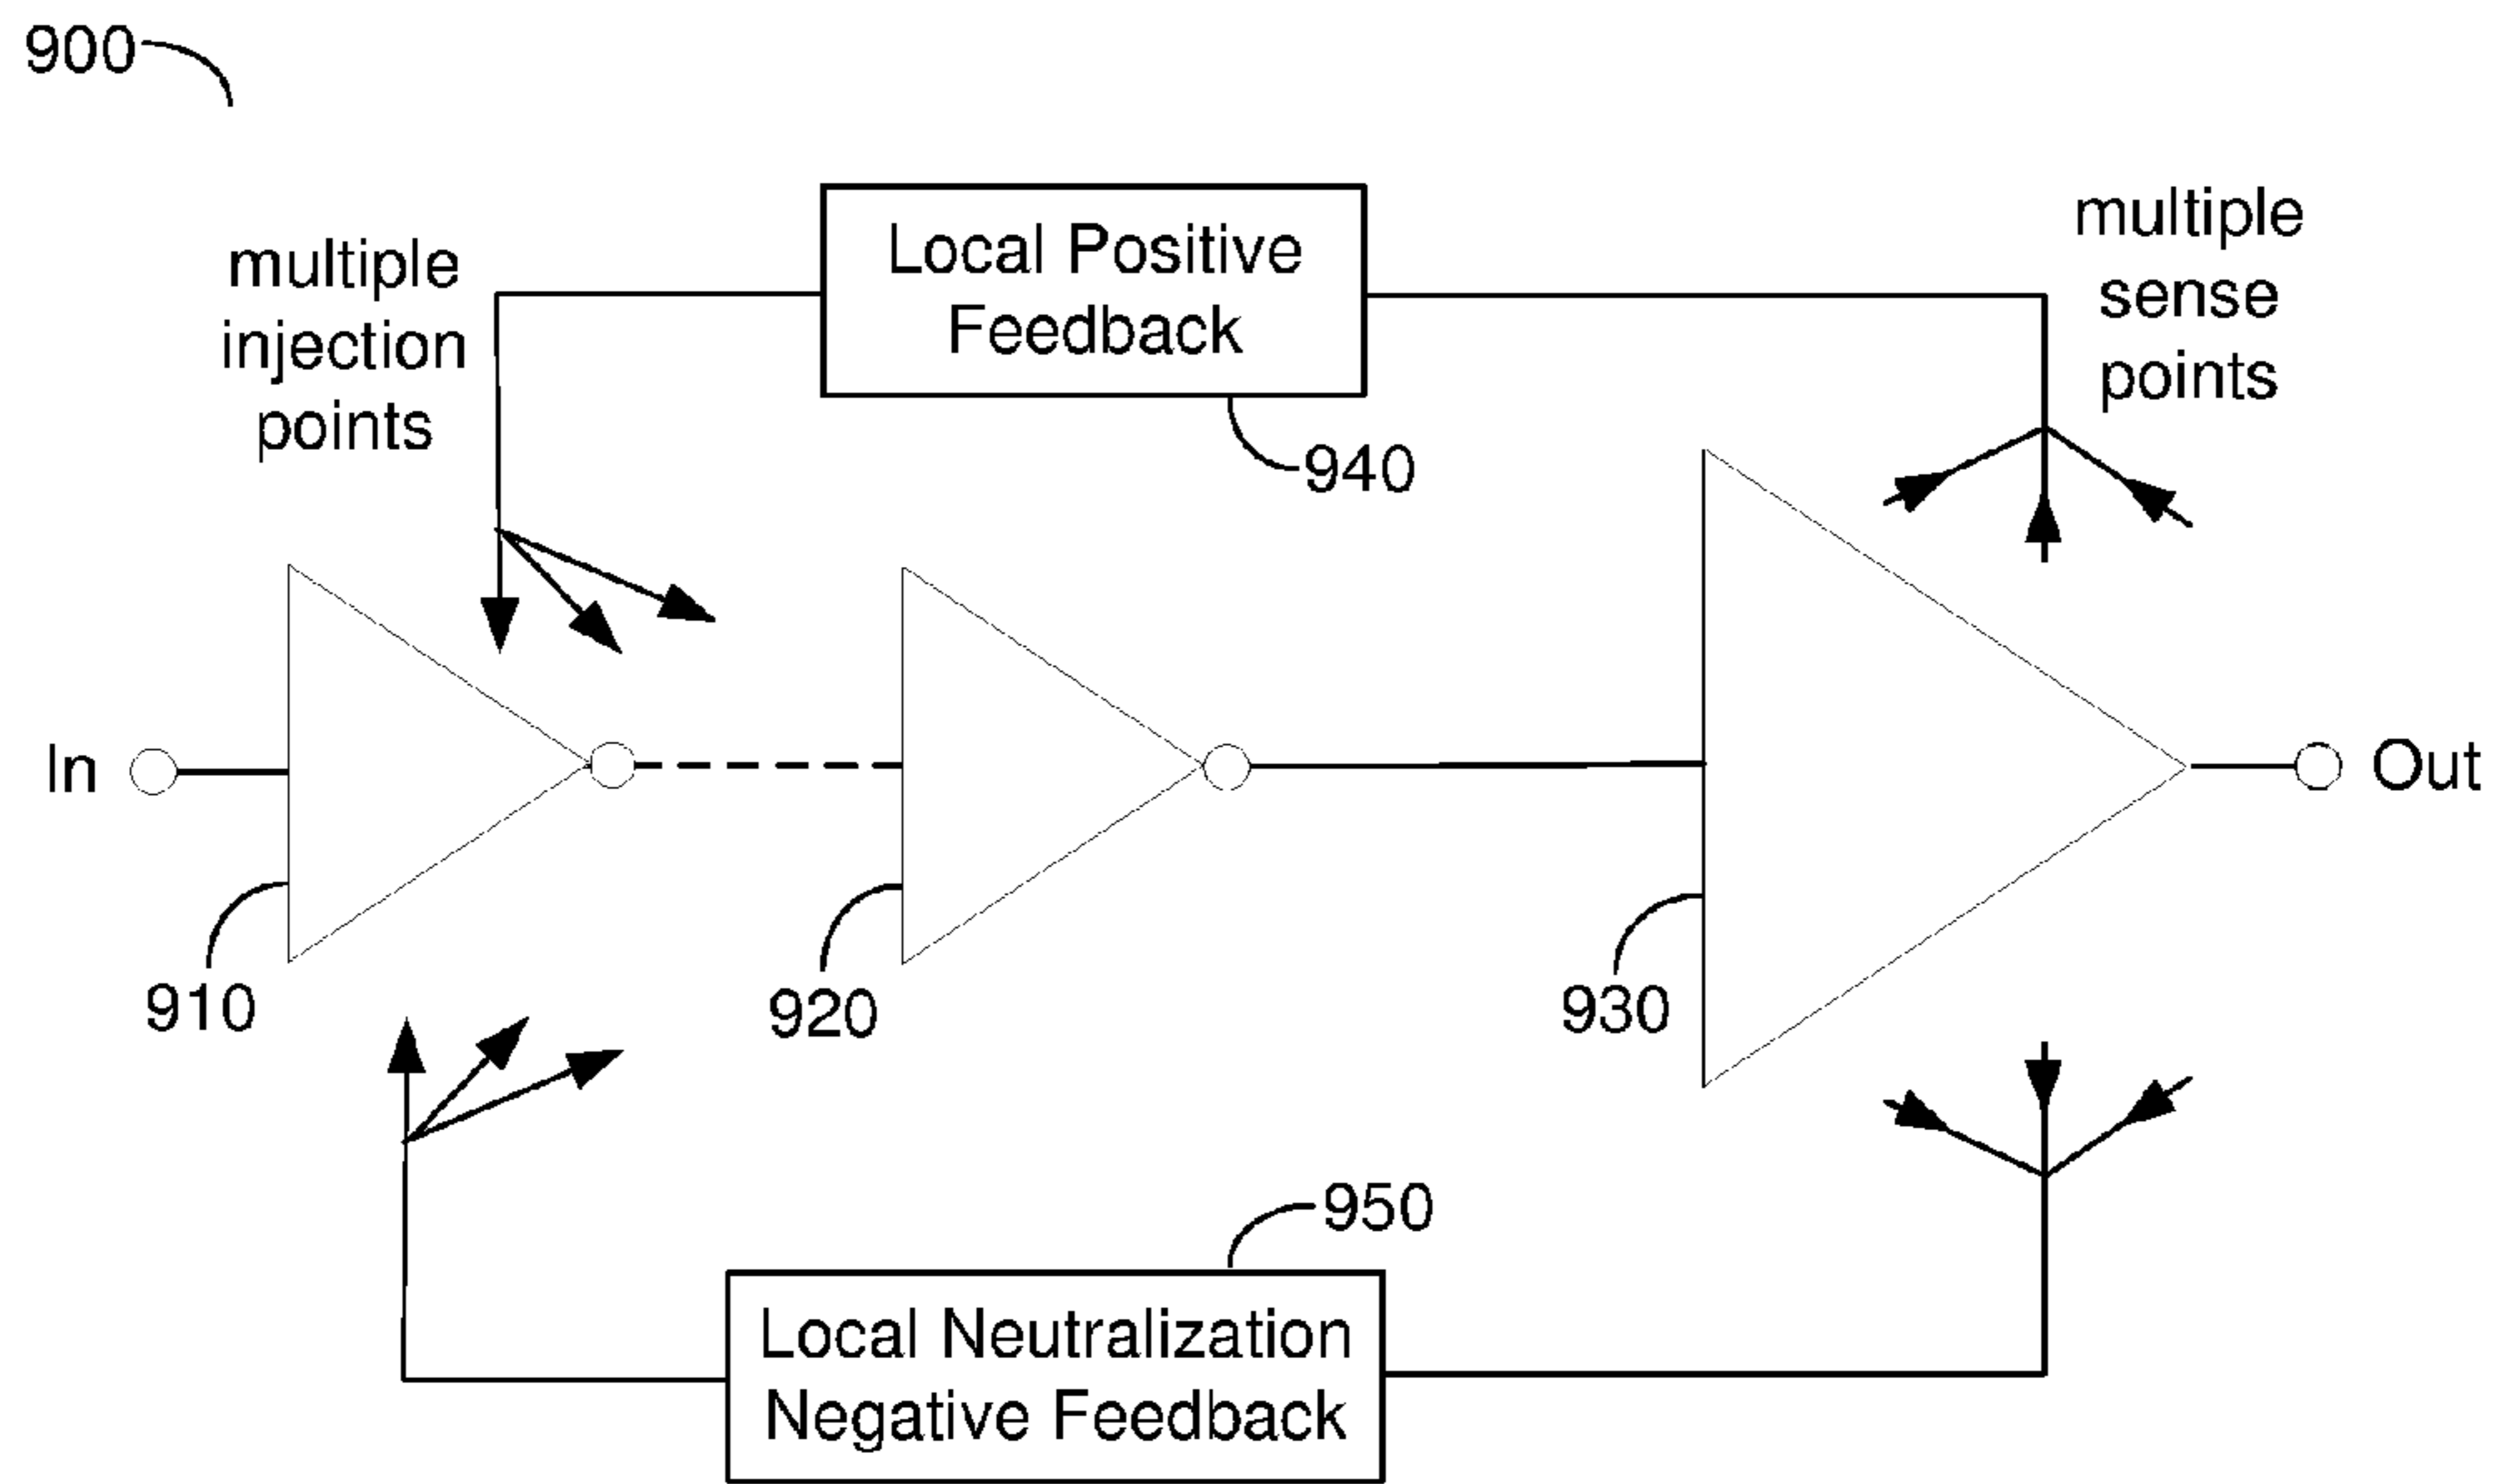 900
multiple
injection
points
Local Positive
Feedback
multiple
sense
points
940
In
Out
910
920
930
950
Local Neutralization
Negative Feedback